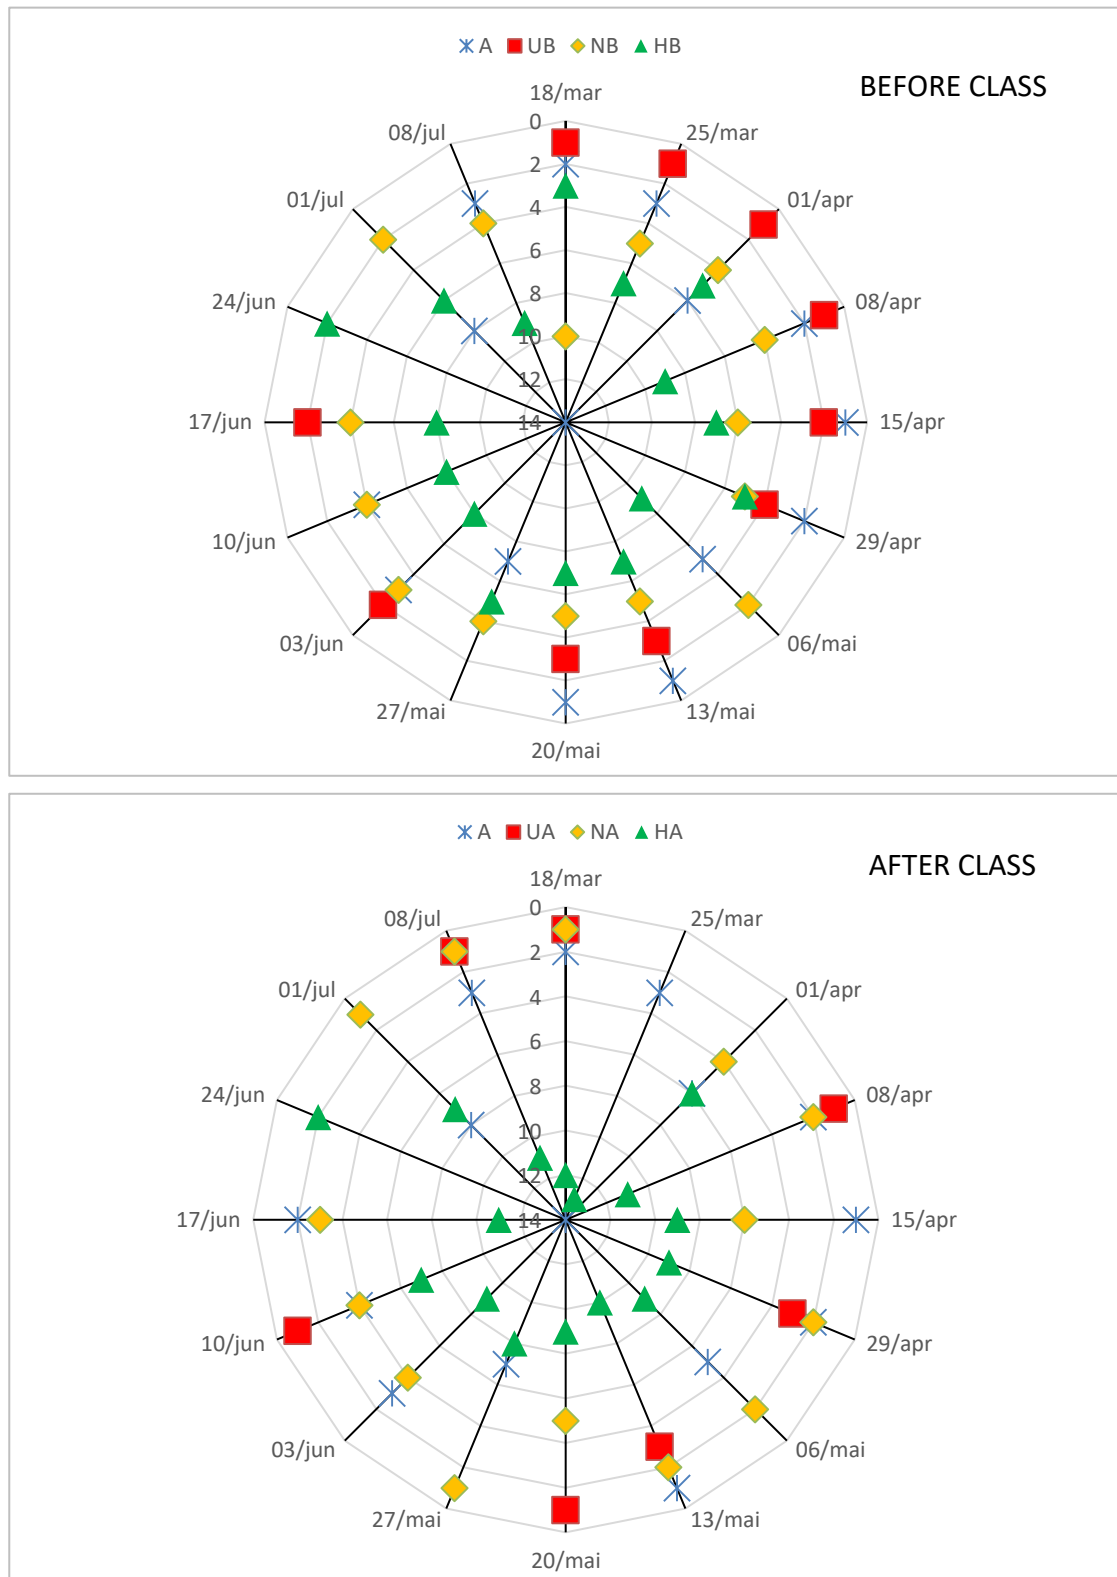 A UB NB HB
BEFORE CLASS
18/mar
25/mar
01/apr
08/apr
15/apr
29/apr
06/mai
13/mai
20/mai
27/mai
03/jun
10/jun
17/jun
24/jun
01/jul
08/jul
0
2
4
6
8
10
12
14
A UA NA HA
AFTER CLASS
18/mar
25/mar
01/apr
08/apr
15/apr
29/apr
06/mai
13/mai
20/mai
27/mai
03/jun
10/jun
17/jun
24/jun
01/jul
08/jul
0
2
4
6
8
10
12
14